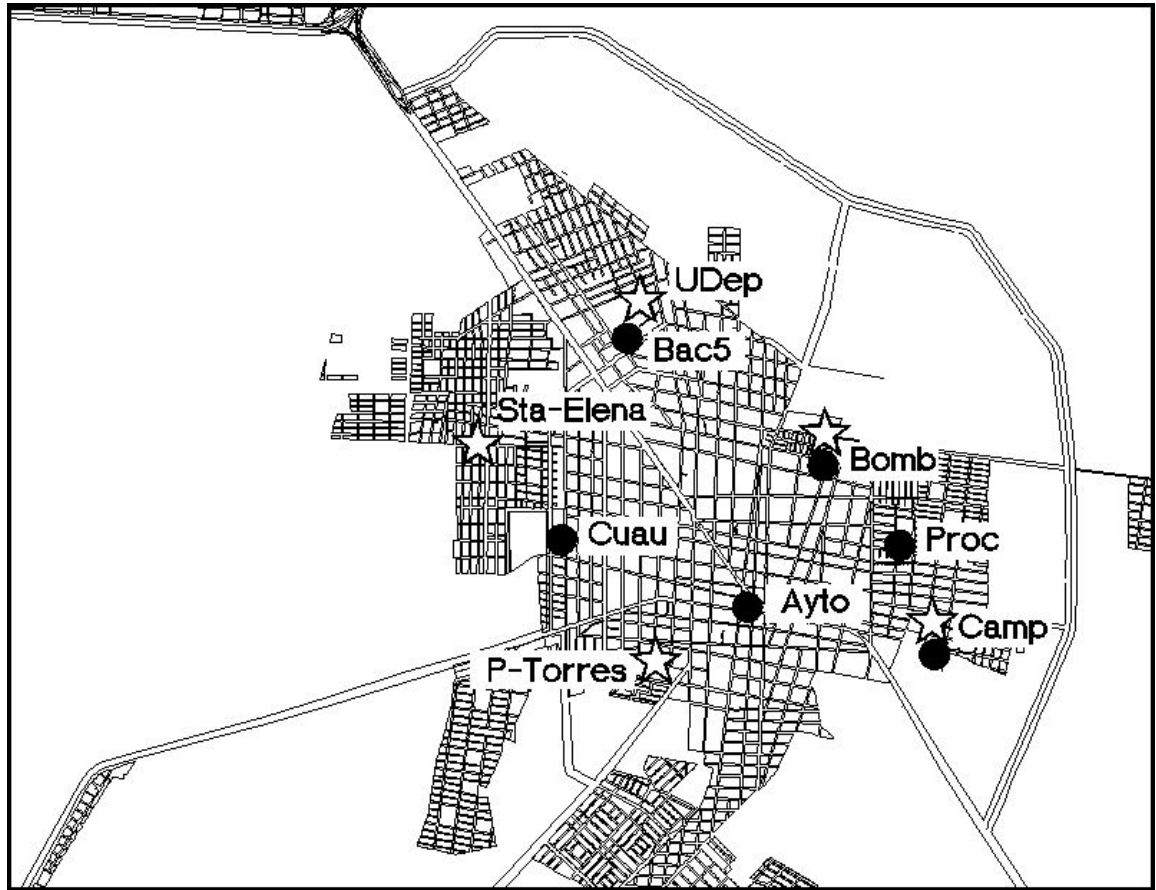 UDep
Bac5
Sta-Elena
Bomb
Cuau
Proc
Ayto
Camp
P-Torres